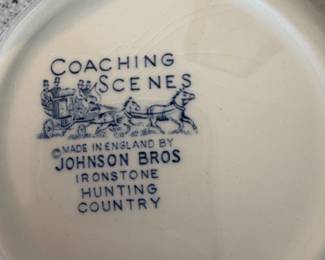 COACHING
SCENES
©MADE IN ENGLAND BY
JOHNSON BROS
IRONSTONE
HUNTING
COUNTRY